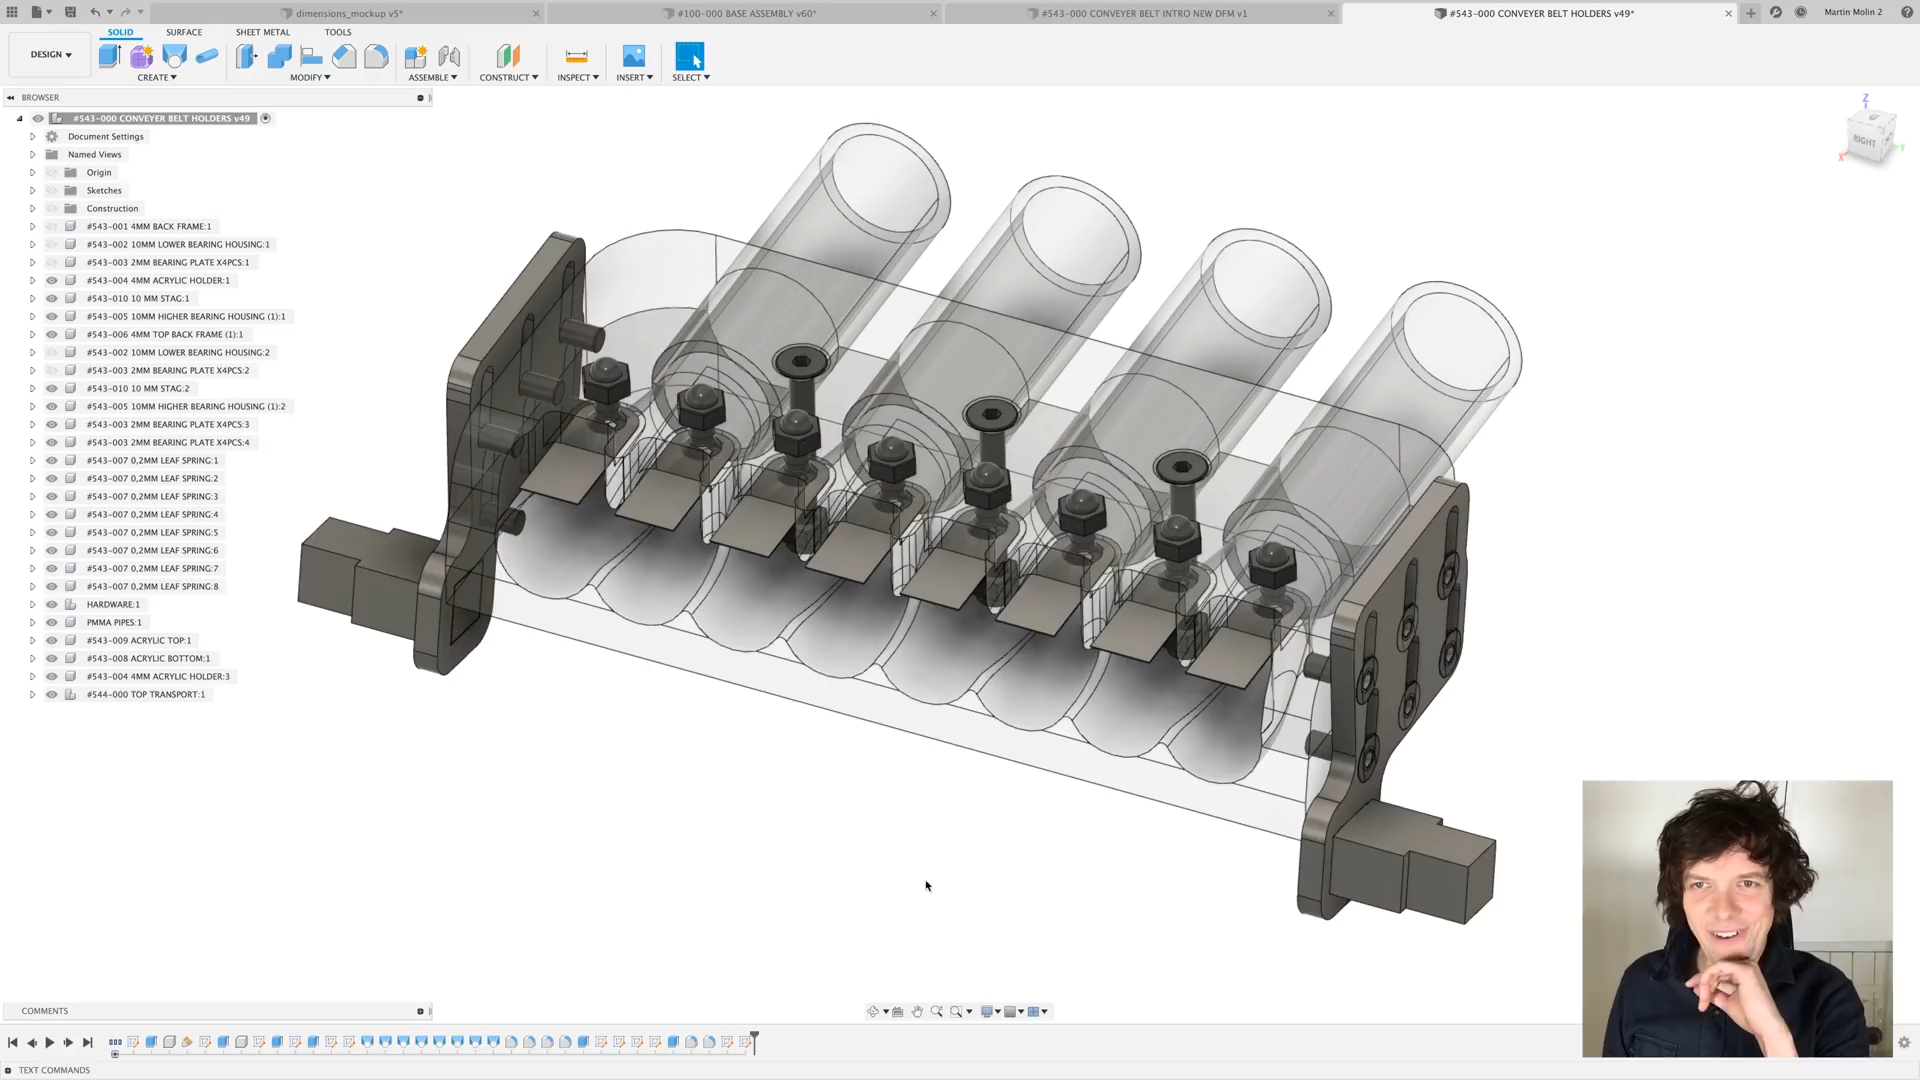 dimensions_mockup v5*
#100-000 BASE ASSEMBLY v60*
#543-000 CONVEYER BELT INTRO NEW DFM v1
#543-000 CONVEYER BELT HOLDERS v49*
Martin Molin 2
SOLID
SURFACE
SHEET METAL
TOOLS
DESIGN
CREATE
MODIFY
ASSEMBLE
CONSTRUCT
INSPECT
INSERT
SELECT
BROWSER
#543-000 CONVEYER BELT HOLDERS v49
Document Settings
Named Views
Origin
Sketches
Construction
#543-001 4MM BACK FRAME:1
#543-002 10MM LOWER BEARING HOUSING:1
#543-003 2MM BEARING PLATE X4PCS:1
#543-004 4MM ACRYLIC HOLDER:1
#543-010 10 MM STAG:1
#543-005 10MM HIGHER BEARING HOUSING (1):1
#543-006 4MM TOP BACK FRAME (1):1
#543-002 10MM LOWER BEARING HOUSING:2
#543-003 2MM BEARING PLATE X4PCS:2
#543-010 10 MM STAG:2
#543-005 10MM HIGHER BEARING HOUSING (1):2
#543-003 2MM BEARING PLATE X4PCS:3
#543-003 2MM BEARING PLATE X4PCS:4
#543-007 0,2MM LEAF SPRING:1
#543-007 0,2MM LEAF SPRING:2
#543-007 0,2MM LEAF SPRING:3
#543-007 0,2MM LEAF SPRING:4
#543-007 0,2MM LEAF SPRING:5
#543-007 0,2MM LEAF SPRING:6
#543-007 0,2MM LEAF SPRING:7
#543-007 0,2MM LEAF SPRING:8
HARDWARE:1
PMMA PIPES:1
#543-009 ACRYLIC TOP:1
#543-008 ACRYLIC BOTTOM:1
#543-004 4MM ACRYLIC HOLDER:3
#544-000 TOP TRANSPORT:1
Z
RIGHT
X
Y
COMMENTS
TEXT COMMANDS